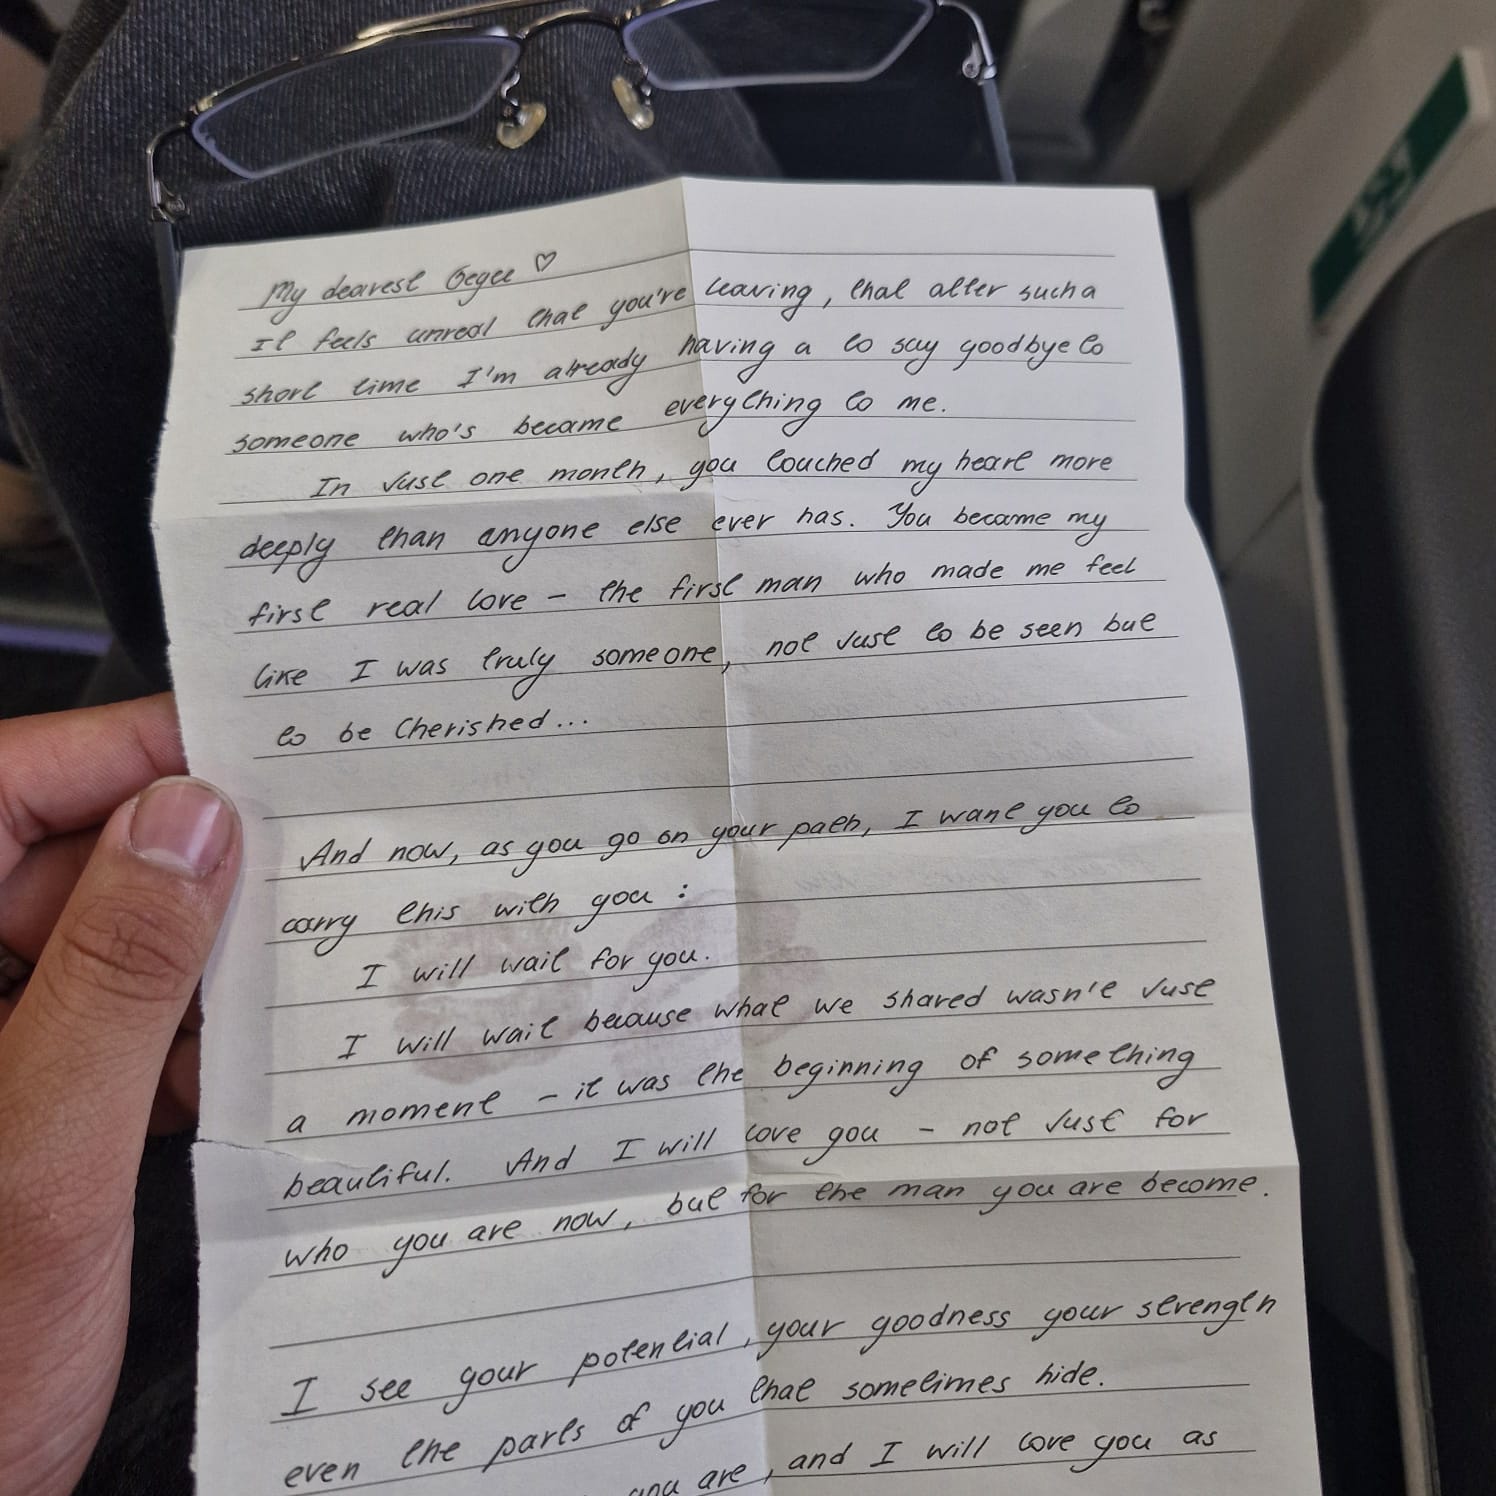 My dearest Gegee ♡
It feels unreal that you're leaving, that atter such a
short time I'm already having a to say goodbye to
someone who's became everything to me.
In Just one month, you touched my heart more
deeply than anyone else ever has. You became my
first real love – the first man who made me feel
like I was truly someone, not Just to be seen but
to be Cherished...
And now, as you go on your path, I want you to
carry this with you :
I will wait for you.
I will wait because what we shared wasn't Just
a moment – it was the beginning of something
beautiful. And I will love you – not Just for
who you are now, but for the man you are become.
I see your potential, your goodness your strength
even the parts of you that sometimes hide.
you are, and I will love you as